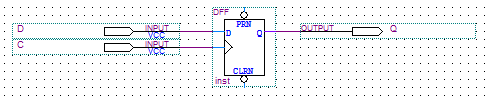 DFF
PRN
D INPUT VCC D Q OUTPUT Q
C INPUT VCC
CLRN
inst